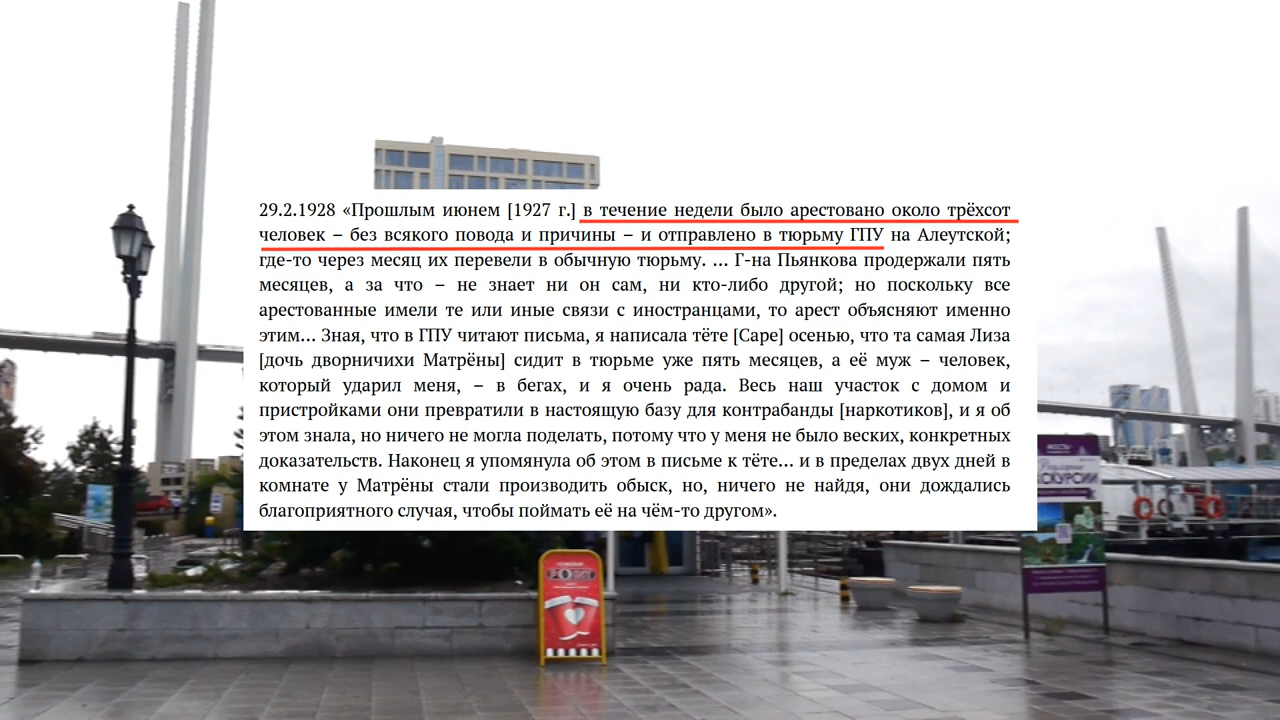 29.2.1928 «Прошлым июнем [1927 г.] в течение недели было арестовано около трёхсот
человек – без всякого повода и причины – и отправлено в тюрьму ГПУ на Алеутской;
где-то через месяц их перевели в обычную тюрьму. ... Г-на Пьянкова продержали пять
месяцев, а за что – не знает ни он сам, ни кто-либо другой; но поскольку все
арестованные имели те или иные связи с иностранцами, то арест объясняют именно
этим... Зная, что в ГПУ читают письма, я написала тёте [Саре] осенью, что та самая Лиза
[дочь дворничихи Матрёны] сидит в тюрьме уже пять месяцев, а её муж – человек,
который ударил меня, – в бегах, и я очень рада. Весь наш участок с домом и
пристройками они превратили в настоящую базу для контрабанды [наркотиков], и я об
этом знала, но ничего не могла поделать, потому что у меня не было веских, конкретных
доказательств. Наконец я упомянула об этом в письме к тёте... и в пределах двух дней в
комнате у Матрёны стали производить обыск, но, ничего не найдя, они дождались
благоприятного случая, чтобы поймать её на чём-то другом».